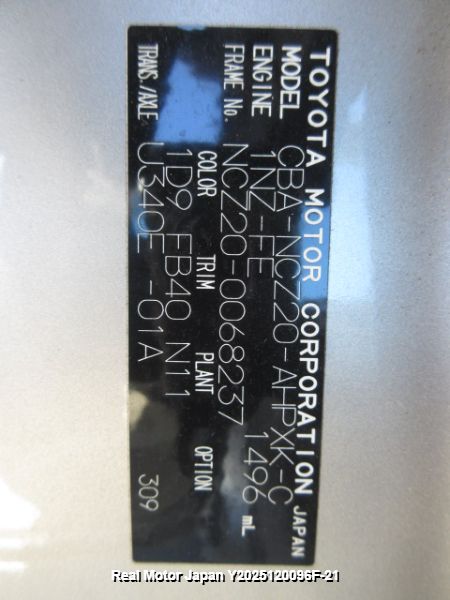 TOYOTA MOTOR CORPORATION JAPAN
MODEL CBA-NCZ20-AHPXK-C
ENGINE 1NZ-FE 1496 mL
FRAME No. NCZ20-0068237
COLOR TRIM PLANT OPTION
1D9 FB40 N11
TRANS./AXLE U340E -01A 309
Real Motor Japan Y2025120096F-21